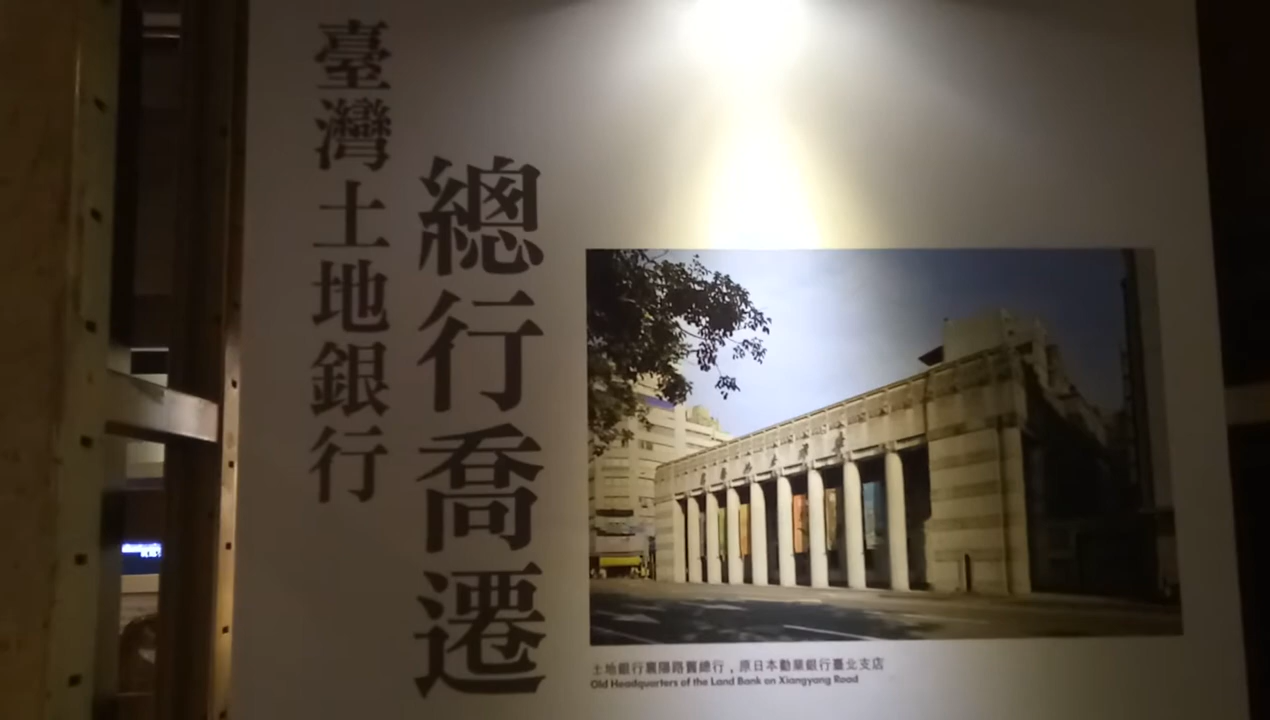 臺灣土地銀行
總行喬遷
土地銀行襄陽路舊總行，原日本勸業銀行臺北支店
Old Headquarters of the Land Bank on Xiangyang Road